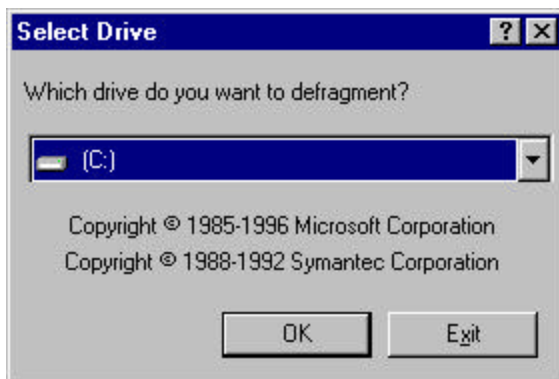 Select Drive
Which drive do you want to defragment?
(C:)
Copyright © 1985-1996 Microsoft Corporation
Copyright © 1988-1992 Symantec Corporation
OK Exit